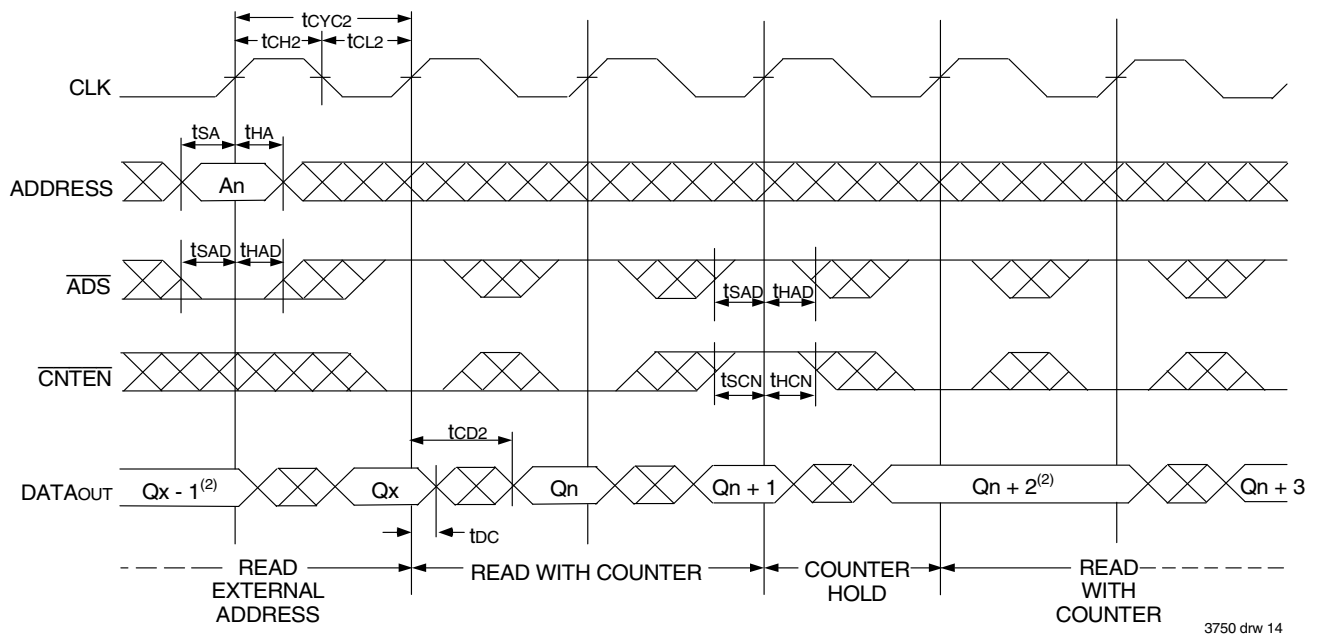 tCYC2
tCH2 tCL2
CLK
tSA tHA
ADDRESS An
tSAD tHAD
ADS
tSAD tHAD
CNTEN
tSCN tHCN
tCD2
DATAOUT Qx - 1(2) Qx Qn Qn + 1 Qn + 2(2) Qn + 3
tDC
READ EXTERNAL ADDRESS
READ WITH COUNTER
COUNTER HOLD
READ WITH COUNTER
3750 drw 14